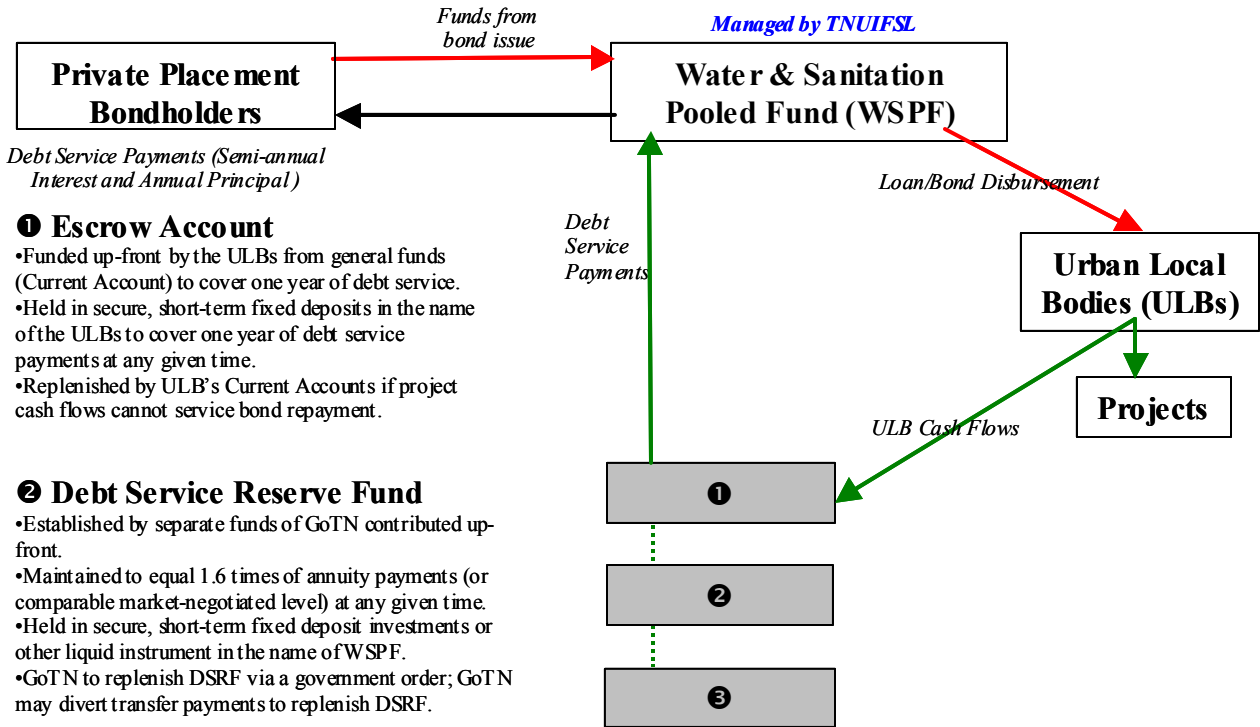 Funds from
bond issue
Managed by TNUIFSL
Private Placement
Bondholders
Water & Sanitation
Pooled Fund (WSPF)
Debt Service Payments (Semi-annual
Interest and Annual Principal )
Loan/Bond Disbursement
❶ Escrow Account
•Funded up-front by the ULBs from general funds
(Current Account) to cover one year of debt service.
•Held in secure, short-term fixed deposits in the name
of the ULBs to cover one year of debt service
payments at any given time.
•Replenished by ULB’s Current Accounts if project
cash flows cannot service bond repayment.
Debt
Service
Payments
Urban Local
Bodies (ULBs)
Projects
ULB Cash Flows
❷ Debt Service Reserve Fund
•Established by separate funds of GoTN contributed up-
front.
•Maintained to equal 1.6 times of annuity payments (or
comparable market-negotiated level) at any given time.
•Held in secure, short-term fixed deposit investments or
other liquid instrument in the name of WSPF.
•GoTN to replenish DSRF via a government order; GoTN
may divert transfer payments to replenish DSRF.
❶
❷
❸